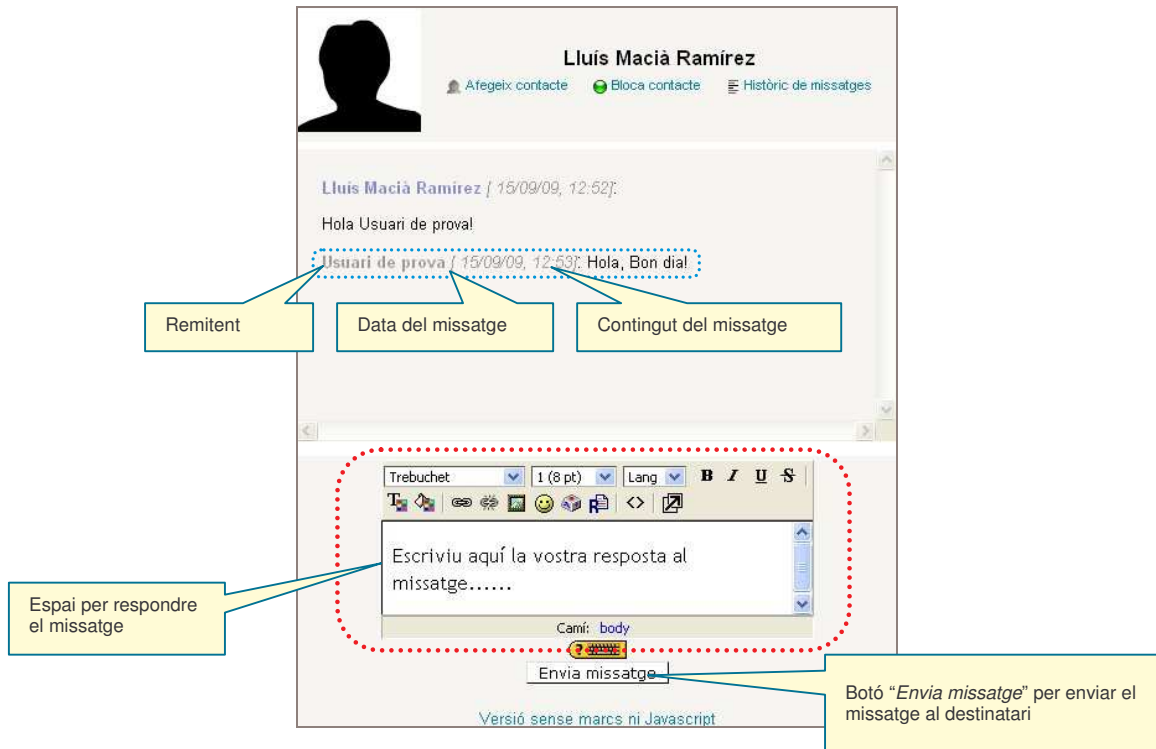 Lluís Macià Ramírez
Afegeix contacte Bloca contacte Històric de missatges
Lluís Macià Ramírez [ 15/09/09, 12:52]:
Hola Usuari de prova!
Usuari de prova [ 15/09/09, 12:53]: Hola, Bon dia!
Remitent
Data del missatge
Contingut del missatge
Trebuchet 1 (8 pt) Lang B I U S
Escriviu aquí la vostra resposta al
missatge......
Espai per respondre
el missatge
Camí: body
Envia missatge
Botó “Envia missatge” per enviar el
missatge al destinatari
Versió sense marcs ni Javascript